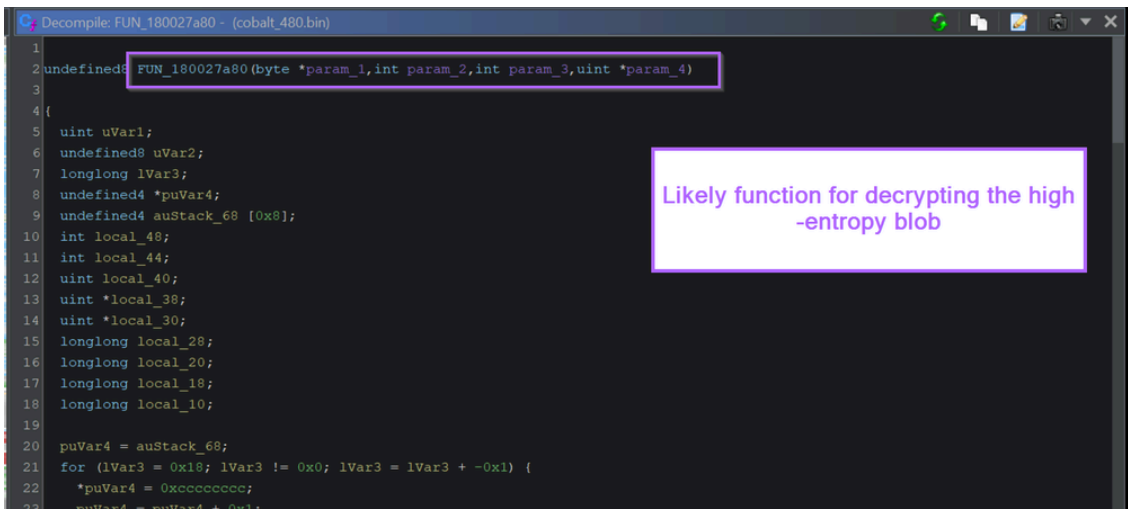 Decompile: FUN_180027a80 - (cobalt_480.bin)
1
2 undefined8 FUN_180027a80(byte *param_1,int param_2,int param_3,uint *param_4)
3
4 {
5 uint uVar1;
6 undefined8 uVar2;
7 longlong lVar3;
8 undefined4 *puVar4;
9 undefined4 auStack_68 [0x8];
10 int local_48;
11 int local_44;
12 uint local_40;
13 uint *local_38;
14 uint *local_30;
15 longlong local_28;
16 longlong local_20;
17 longlong local_18;
18 longlong local_10;
19
20 puVar4 = auStack_68;
21 for (lVar3 = 0x18; lVar3 != 0x0; lVar3 = lVar3 + -0x1) {
22 *puVar4 = 0xcccccccc;
23 puVar4 = puVar4 + 0x1;
Likely function for decrypting the high
-entropy blob